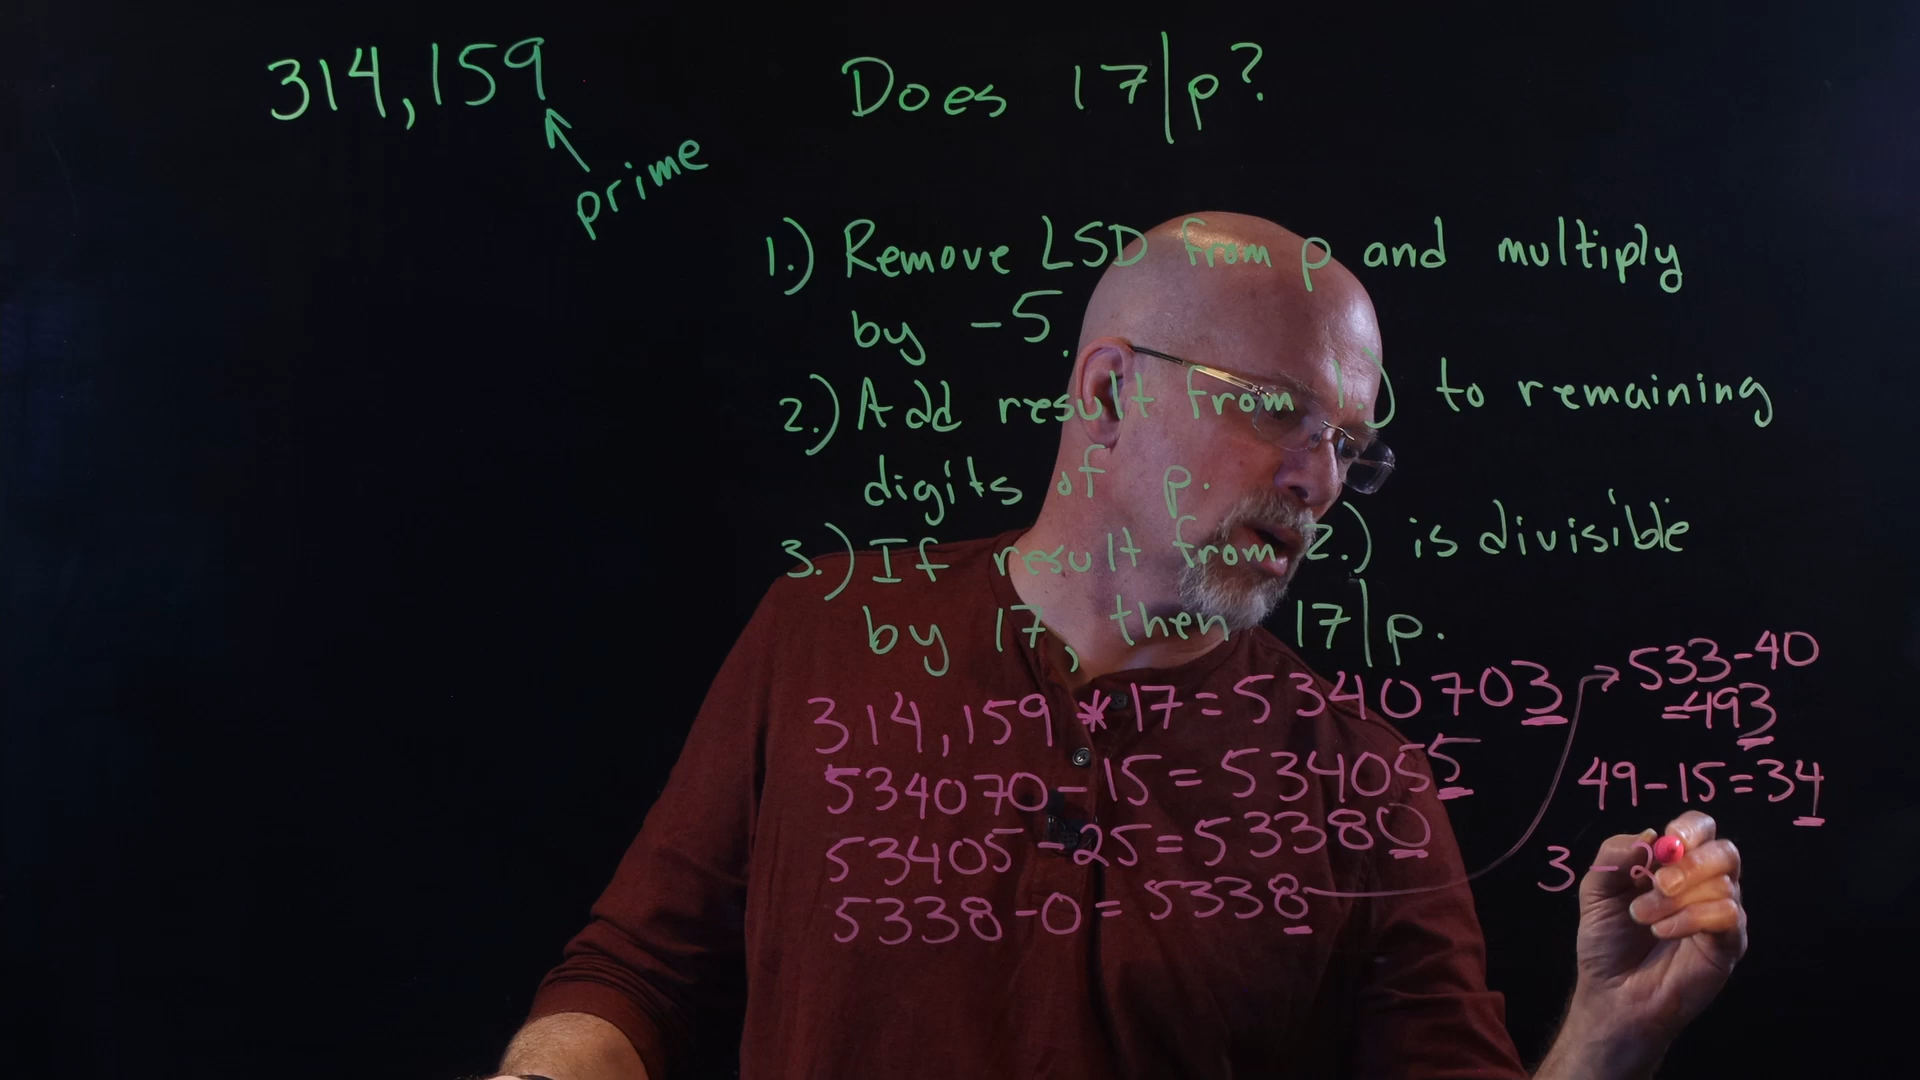 314,159
prime
Does 17|p?
1.) Remove LSD from p and multiply
by -5.
2.) Add result from 1.) to remaining
digits of p.
3.) If result from 2.) is divisible
by 17, then 17|p.
314,159 * 17 = 5340703
534070 - 15 = 534055
53405 - 25 = 53380
5338 - 0 = 5338
533-40
=493
49-15=34
3-2